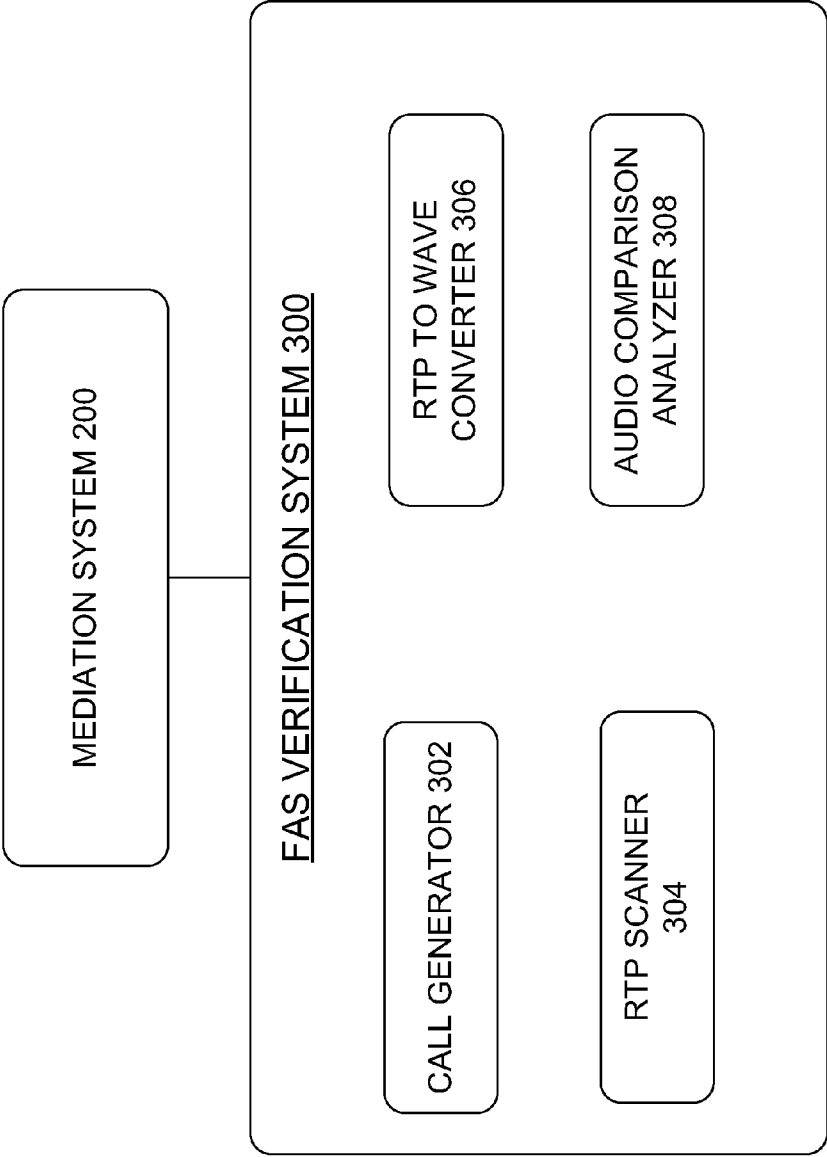 MEDIATION SYSTEM 200
FAS VERIFICATION SYSTEM 300
CALL GENERATOR 302
RTP TO WAVE
CONVERTER 306
RTP SCANNER
304
AUDIO COMPARISON
ANALYZER 308